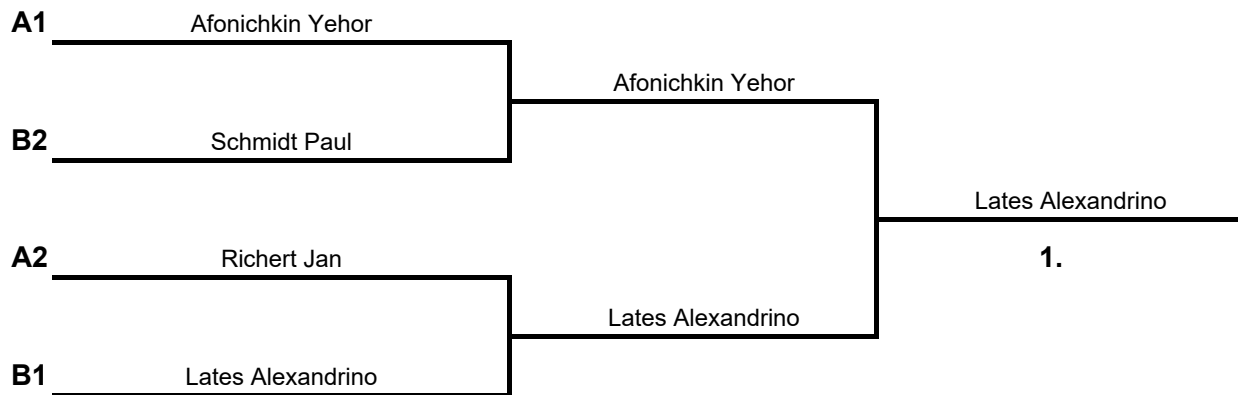 A1 Afonichkin Yehor
Afonichkin Yehor
B2 Schmidt Paul
Lates Alexandrino
A2 Richert Jan
1.
Lates Alexandrino
B1 Lates Alexandrino